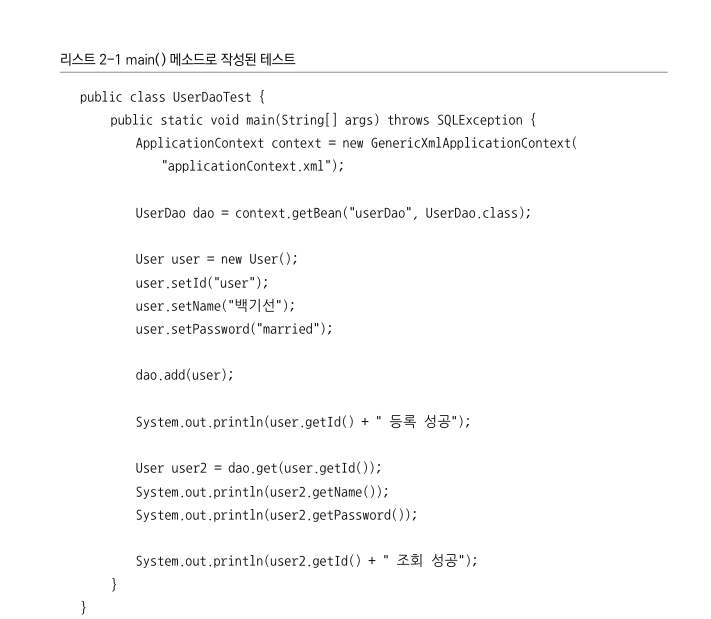 리스트 2-1 main() 메소드로 작성된 테스트
public class UserDaoTest {
public static void main(String[] args) throws SQLException {
ApplicationContext context = new GenericXmlApplicationContext(
"applicationContext.xml");
UserDao dao = context.getBean("userDao", UserDao.class);
User user = new User();
user.setId("user");
user.setName("백기선");
user.setPassword("married");
dao.add(user);
System.out.println(user.getId() + " 등록 성공");
User user2 = dao.get(user.getId());
System.out.println(user2.getName());
System.out.println(user2.getPassword());
System.out.println(user2.getId() + " 조회 성공");
}
}